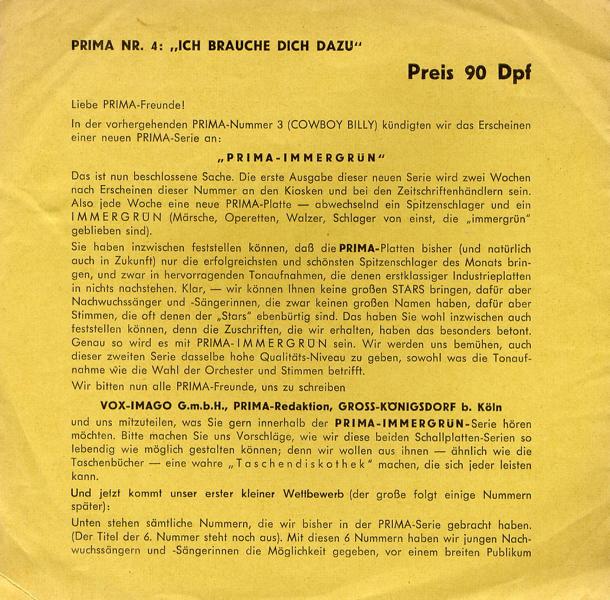 PRIMA NR. 4: „ICH BRAUCHE DICH DAZU“
Preis 90 Dpf
Liebe PRIMA-Freunde!
In der vorhergehenden PRIMA-Nummer 3 (COWBOY BILLY) kündigten wir das Erscheinen
einer neuen PRIMA-Serie an:
„PRIMA-IMMERGRÜN“
Das ist nun beschlossene Sache. Die erste Ausgabe dieser neuen Serie wird zwei Wochen
nach Erscheinen dieser Nummer an den Kiosken und bei den Zeitschriftenhändlern sein.
Also jede Woche eine neue PRIMA-Platte — abwechselnd ein Spitzenschlager und ein
IMMERGRÜN (Märsche, Operetten, Walzer, Schlager von einst, die „immergrün“
geblieben sind).
Sie haben inzwischen feststellen können, daß die PRIMA-Platten bisher (und natürlich
auch in Zukunft) nur die erfolgreichsten und schönsten Spitzenschlager des Monats brin-
gen, und zwar in hervorragenden Tonaufnahmen, die denen erstklassiger Industrieplatten
in nichts nachstehen. Klar, — wir können Ihnen keine großen STARS bringen, dafür aber
Nachwuchssänger und -Sängerinnen, die zwar keinen großen Namen haben, dafür aber
Stimmen, die oft denen der „Stars“ ebenbürtig sind. Das haben Sie wohl inzwischen auch
feststellen können, denn die Zuschriften, die wir erhalten, haben das besonders betont.
Genau so wird es mit PRIMA-IMMERGRÜN sein. Wir werden uns bemühen, auch
dieser zweiten Serie dasselbe hohe Qualitäts-Niveau zu geben, sowohl was die Tonauf-
nahme wie die Wahl der Orchester und Stimmen betrifft.
Wir bitten nun alle PRIMA-Freunde, uns zu schreiben
VOX-IMAGO G.m.b.H., PRIMA-Redaktion, GROSS-KÖNIGSDORF b. Köln
und uns mitzuteilen, was Sie gern innerhalb der PRIMA-IMMERGRÜN-Serie hören
möchten. Bitte machen Sie uns Vorschläge, wie wir diese beiden Schallplatten-Serien so
lebendig wie möglich gestalten können; denn wir wollen aus ihnen — ähnlich wie die
Taschenbücher — eine wahre „Taschendiskothek“ machen, die sich jeder leisten
kann.
Und jetzt kommt unser erster kleiner Wettbewerb (der große folgt einige Nummern
später):
Unten stehen sämtliche Nummern, die wir bisher in der PRIMA-Serie gebracht haben.
(Der Titel der 6. Nummer steht noch aus). Mit diesen 6 Nummern haben wir jungen Nach-
wuchssängern und -Sängerinnen die Möglichkeit gegeben, vor einem breiten Publikum